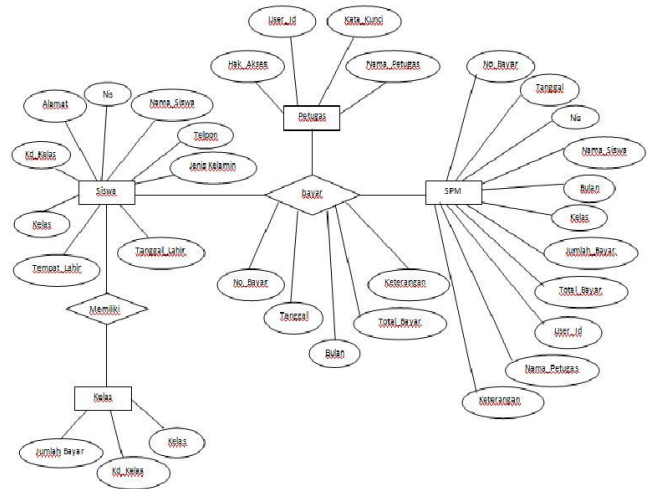 User_Id
Kata_Kunci
Hak_Akses
Nama_Petugas
Petugas
Nis
Alamat
Nama_Siswa
Telipon
Kd_Kelas
Jenis Kelamin
Siswa
Kelas
Tanggal_Lahir
Tempat_Lahir
Memiliki
Kelas
Jumlah Bayar
Kd_Kelas
Kelas
bayar
No_Bayar
Tanggal
Bulan
Total_Bayar
Keterangan
No_Bayar
Tanggal
Nis
Nama_Siswa
SPM
Bulan
Kelas
Jumlah_Bayar
Total_Bayar
User_Id
Nama_Petugas
Keterangan